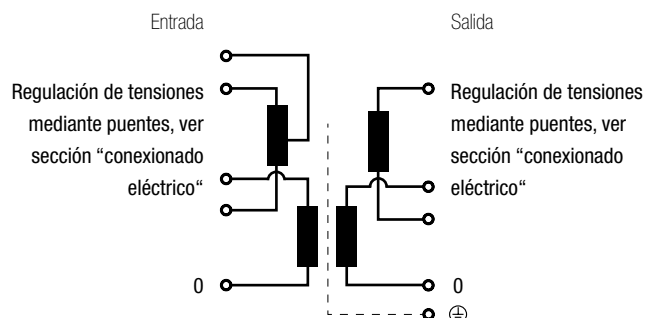 Entrada
Salida
Regulación de tensiones
mediante puentes, ver
sección “conexionado
eléctrico“
Regulación de tensiones
mediante puentes, ver
sección “conexionado
eléctrico“
0
0